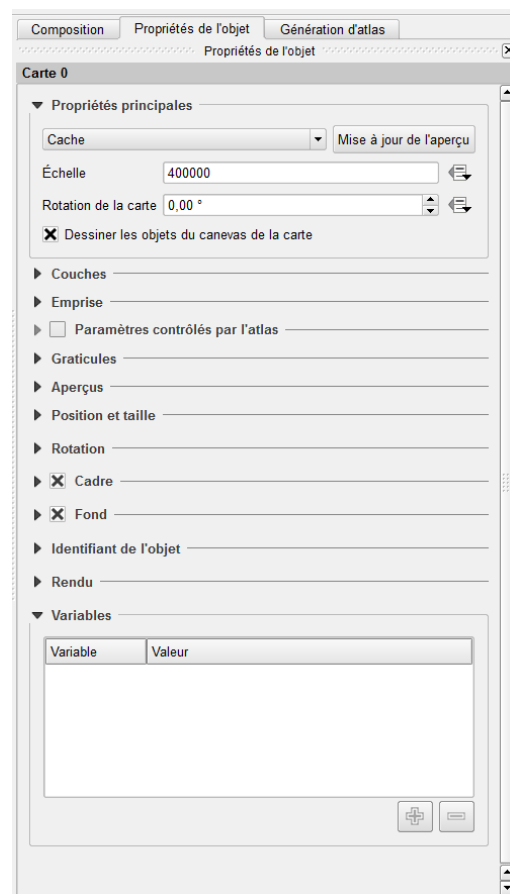 Composition Propriétés de l'objet Génération d'atlas
Propriétés de l'objet
Carte 0
Propriétés principales
Cache Mise à jour de l'aperçu
Échelle 400000
Rotation de la carte 0,00 °
Dessiner les objets du canevas de la carte
Couches
Emprise
Paramètres contrôlés par l'atlas
Graticules
Aperçus
Position et taille
Rotation
Cadre
Fond
Identifiant de l'objet
Rendu
Variables
Variable Valeur